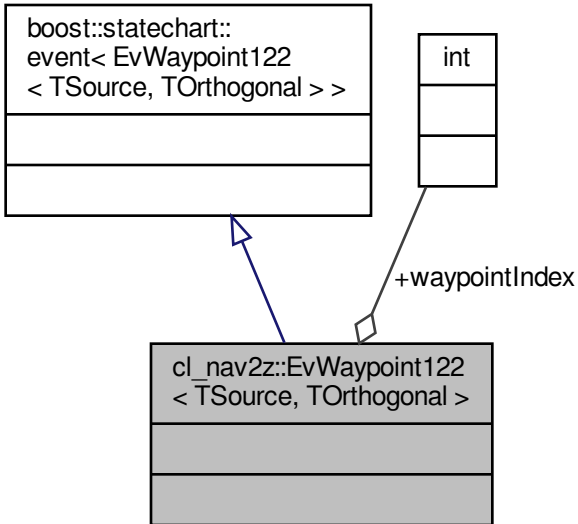 boost::statechart::
event< EvWaypoint122
< TSource, TOrthogonal > >
int
+waypointIndex
cl_nav2z::EvWaypoint122
< TSource, TOrthogonal >